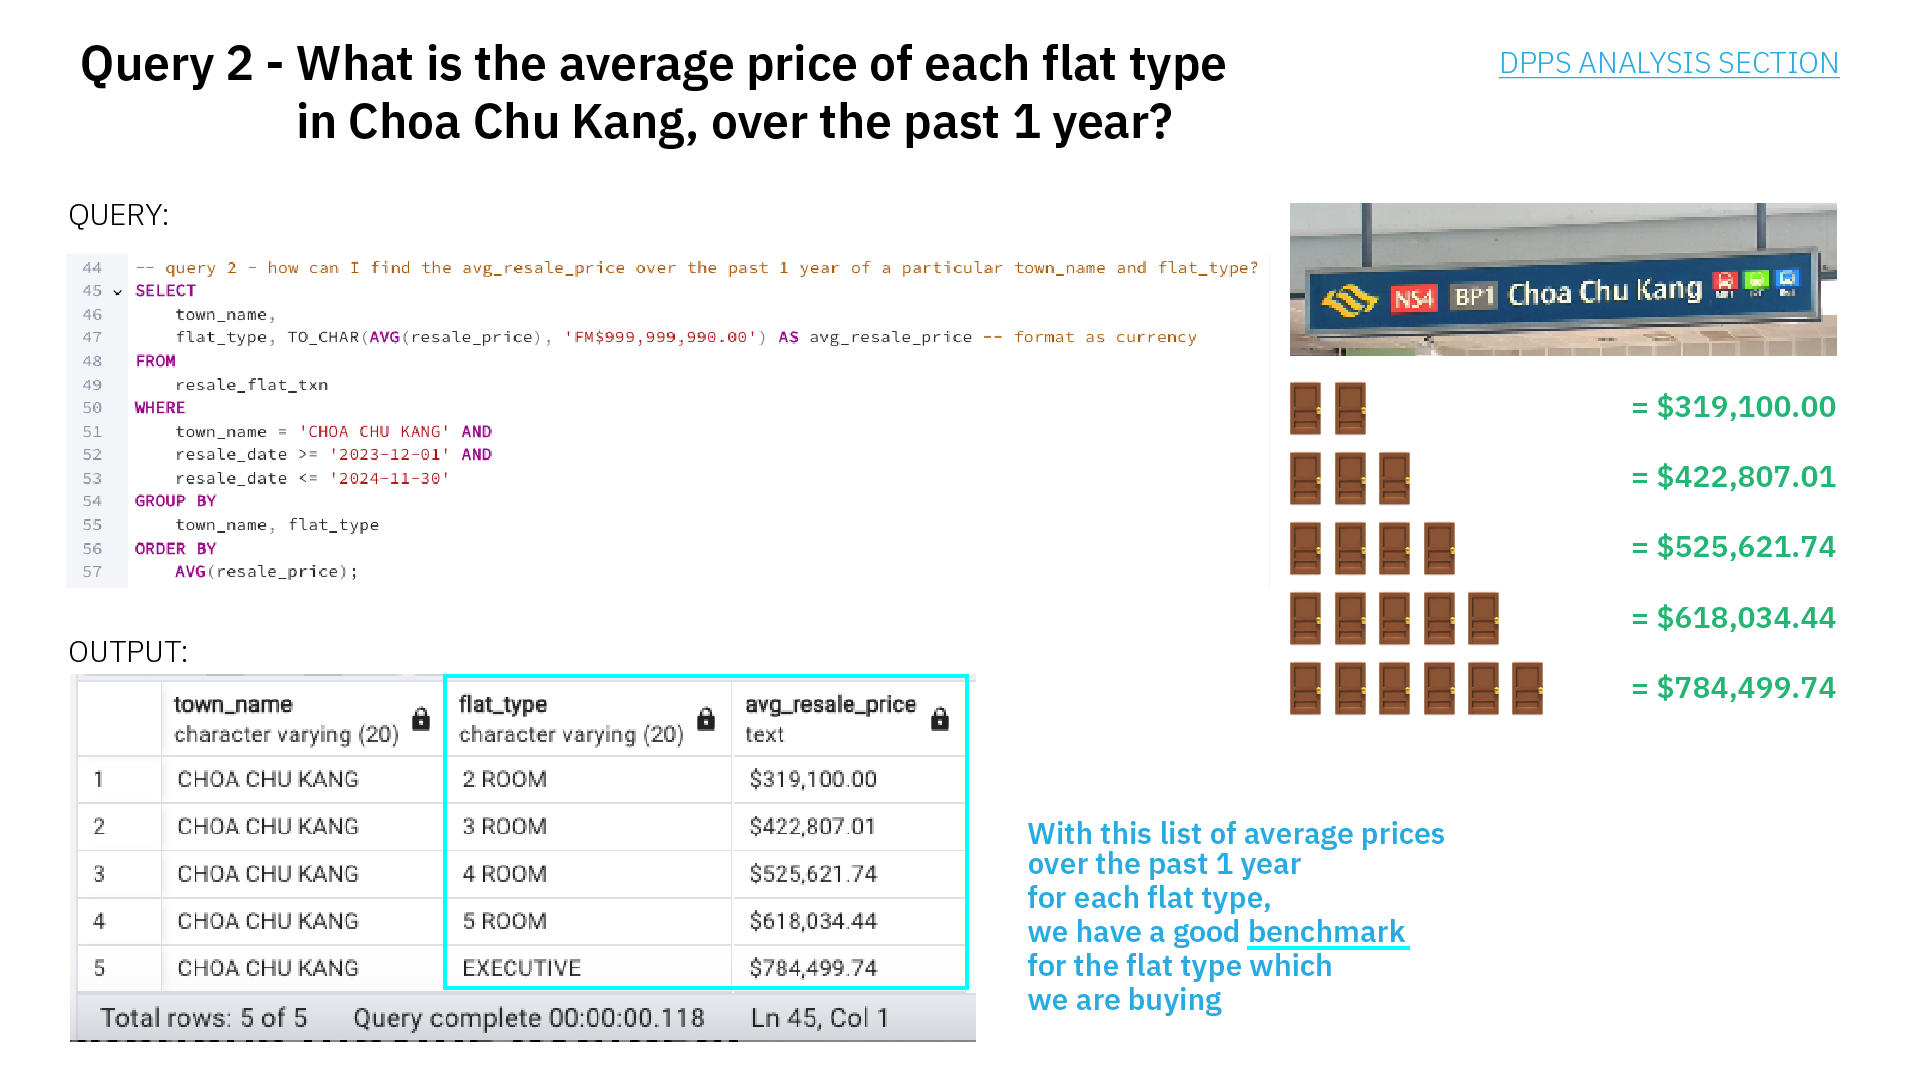 Query 2 - What is the average price of each flat type
in Choa Chu Kang, over the past 1 year?
DPPS ANALYSIS SECTION
QUERY:
44 -- query 2 - how can I find the avg_resale_price over the past 1 year of a particular town_name and flat_type?
45 SELECT
46 town_name,
47 flat_type, TO_CHAR(AVG(resale_price), 'FM$999,999,990.00') AS avg_resale_price -- format as currency
48 FROM
49 resale_flat_txn
50 WHERE
51 town_name = 'CHOA CHU KANG' AND
52 resale_date >= '2023-12-01' AND
53 resale_date <= '2024-11-30'
54 GROUP BY
55 town_name, flat_type
56 ORDER BY
57 AVG(resale_price);
NS4 BP1 Choa Chu Kang
= $319,100.00
= $422,807.01
= $525,621.74
= $618,034.44
= $784,499.74
OUTPUT:
town_name flat_type avg_resale_price
character varying (20) character varying (20) text
1 CHOA CHU KANG 2 ROOM $319,100.00
2 CHOA CHU KANG 3 ROOM $422,807.01
3 CHOA CHU KANG 4 ROOM $525,621.74
4 CHOA CHU KANG 5 ROOM $618,034.44
5 CHOA CHU KANG EXECUTIVE $784,499.74
Total rows: 5 of 5 Query complete 00:00:00.118 Ln 45, Col 1
With this list of average prices
over the past 1 year
for each flat type,
we have a good benchmark
for the flat type which
we are buying